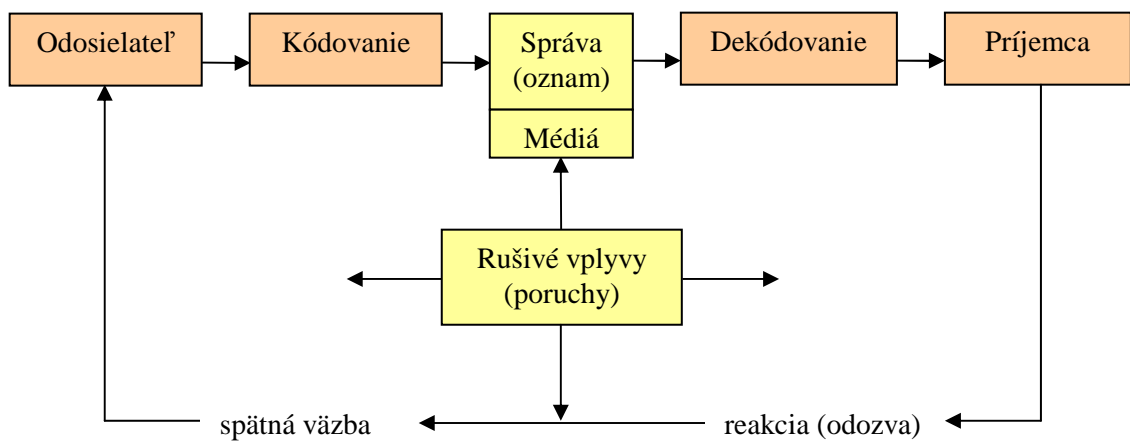 Odosielateľ
Kódovanie
Správa
(oznam)
Médiá
Dekódovanie
Príjemca
Rušivé vplyvy
(poruchy)
spätná väzba
reakcia (odozva)